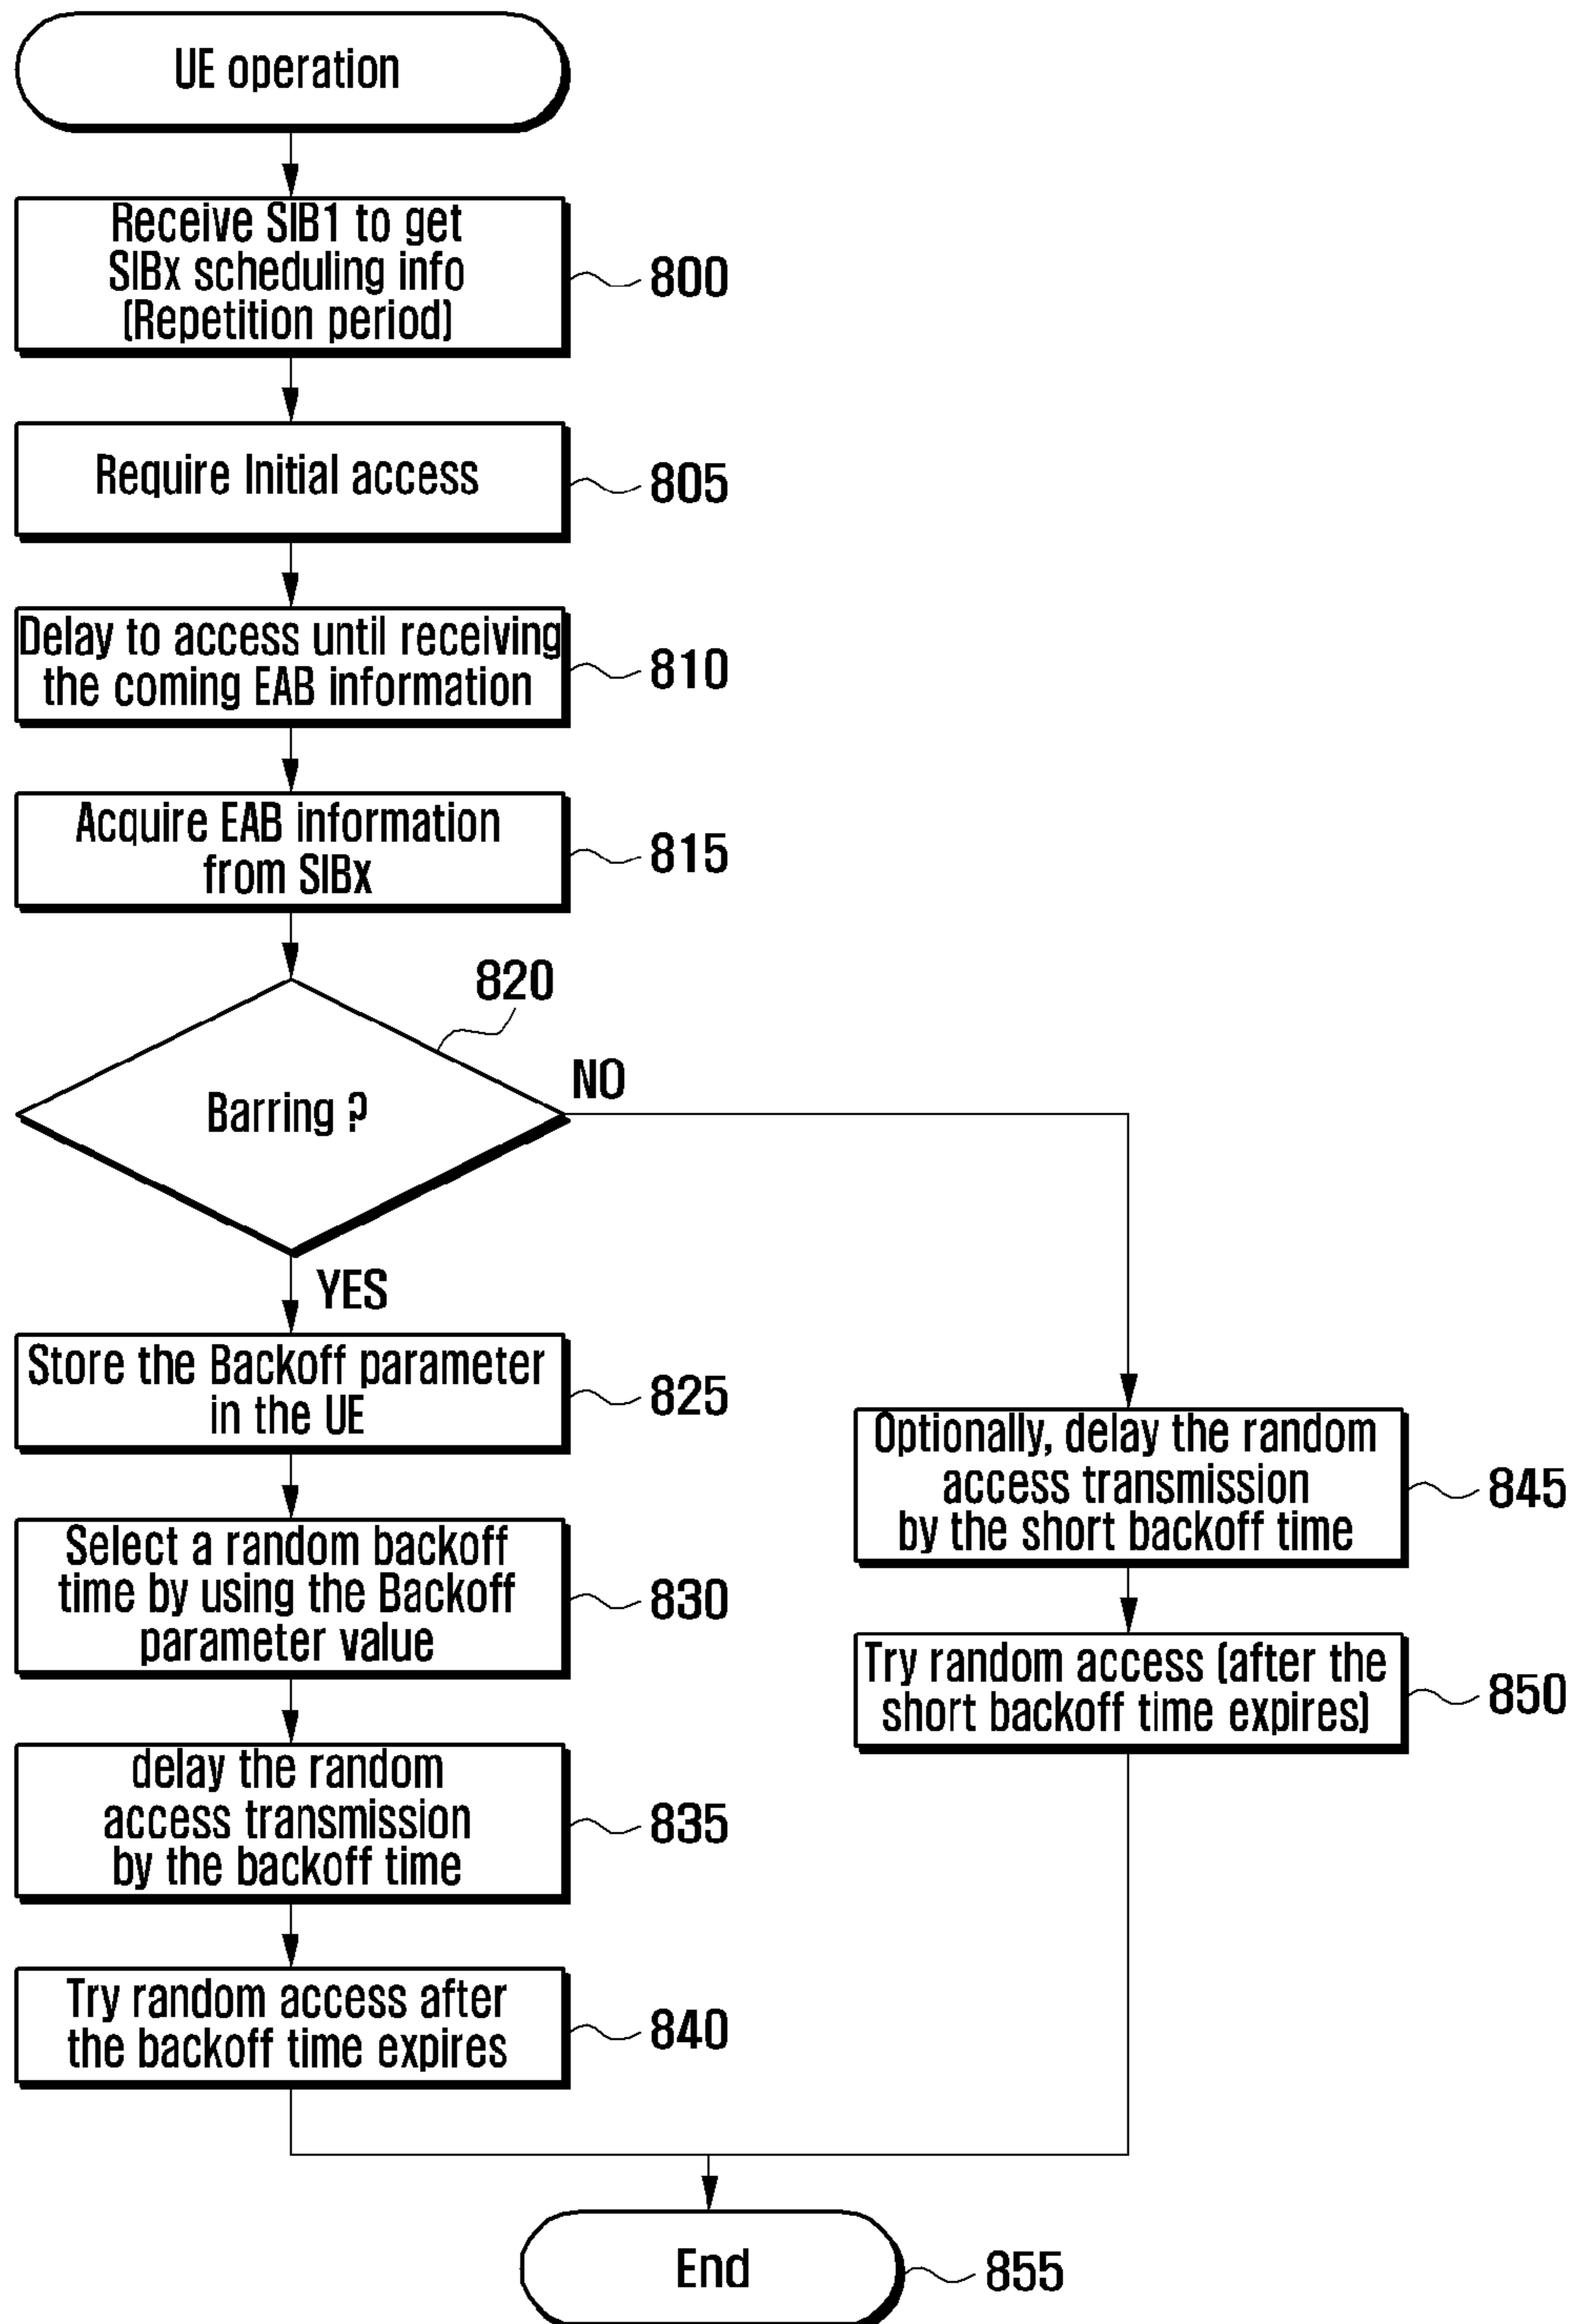 UE operation
Receive SIB1 to get
SIBx scheduling info
(Repetition period)
800
Require Initial access
805
Delay to access until receiving
the coming EAB information
810
Acquire EAB information
from SIBx
815
820
Barring ?
NO
YES
Store the Backoff parameter
in the UE
825
Optionally, delay the random
access transmission
by the short backoff time
845
Select a random backoff
time by using the Backoff
parameter value
830
Try random access (after the
short backoff time expires)
850
delay the random
access transmission
by the backoff time
835
Try random access after
the backoff time expires
840
End
855